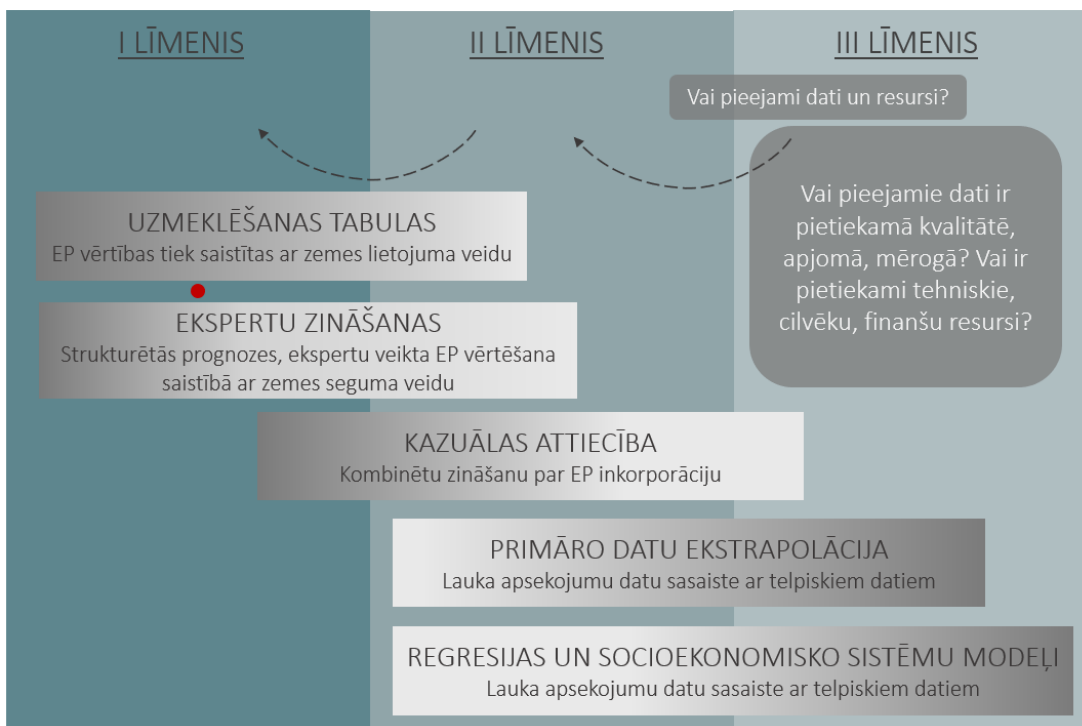 I LĪMENIS
II LĪMENIS
III LĪMENIS
Vai pieejami dati un resursi?
Vai pieejamie dati ir
pietiekamā kvalitātē,
apjomā, mērogā? Vai ir
pietiekami tehniskie,
cilvēku, finanšu resursi?
UZMEKLĒŠANAS TABULAS
EP vērtības tiek saistītas ar zemes lietojuma veidu
EKSPERTU ZINĀŠANAS
Strukturētās prognozes, ekspertu veikta EP vērtēšana
saistībā ar zemes seguma veidu
KAZUĀLAS ATTIECĪBA
Kombinētu zināšanu par EP inkorporāciju
PRIMĀRO DATU EKSTRAPOLĀCIJA
Lauka apsekojumu datu sasaiste ar telpiskiem datiem
REGRESIJAS UN SOCIOEKONOMISKO SISTĒMU MODEĻI
Lauka apsekojumu datu sasaiste ar telpiskiem datiem